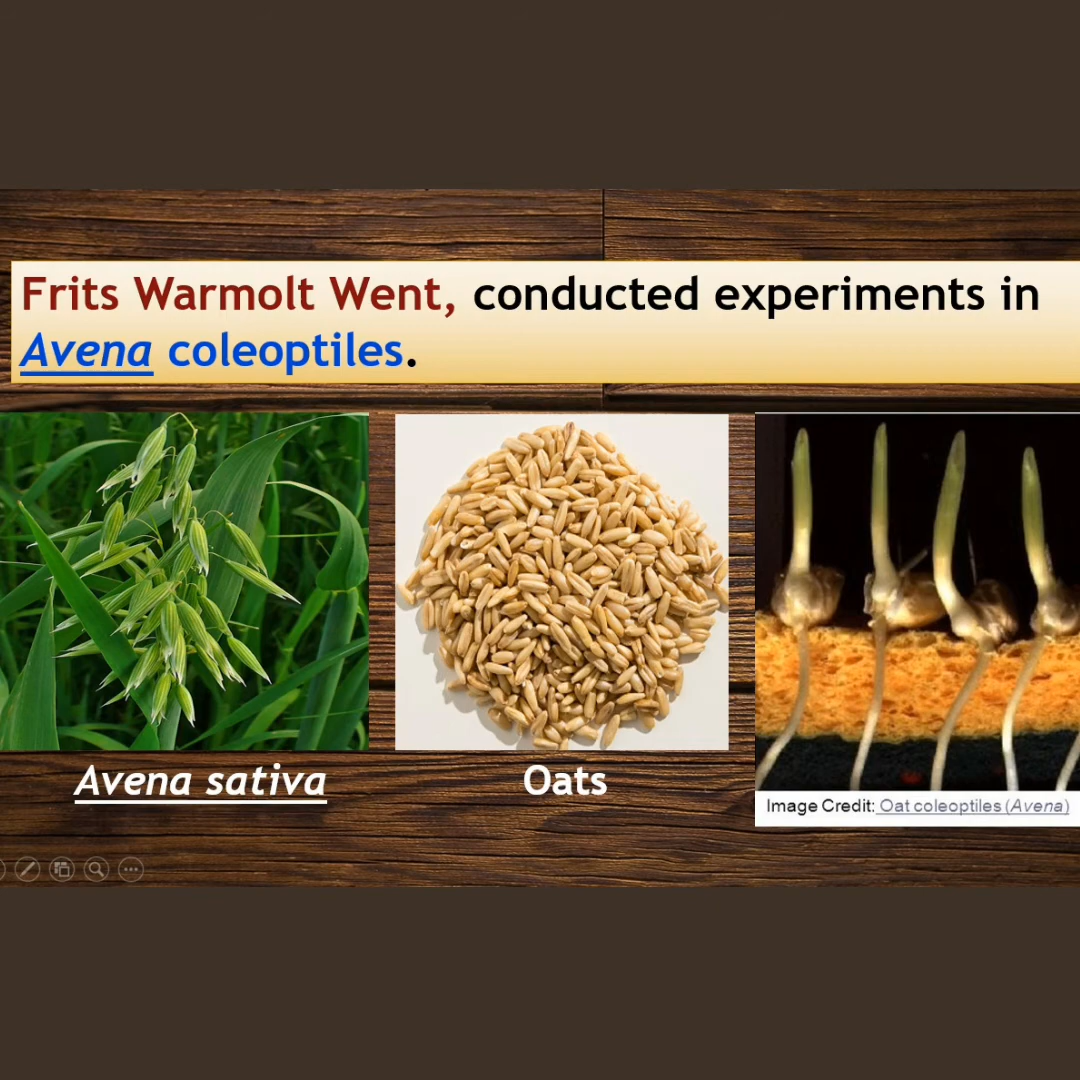 Frits Warmolt Went, conducted experiments in
Avena coleoptiles.
Avena sativa
Oats
Image Credit: Oat coleoptiles (Avena)